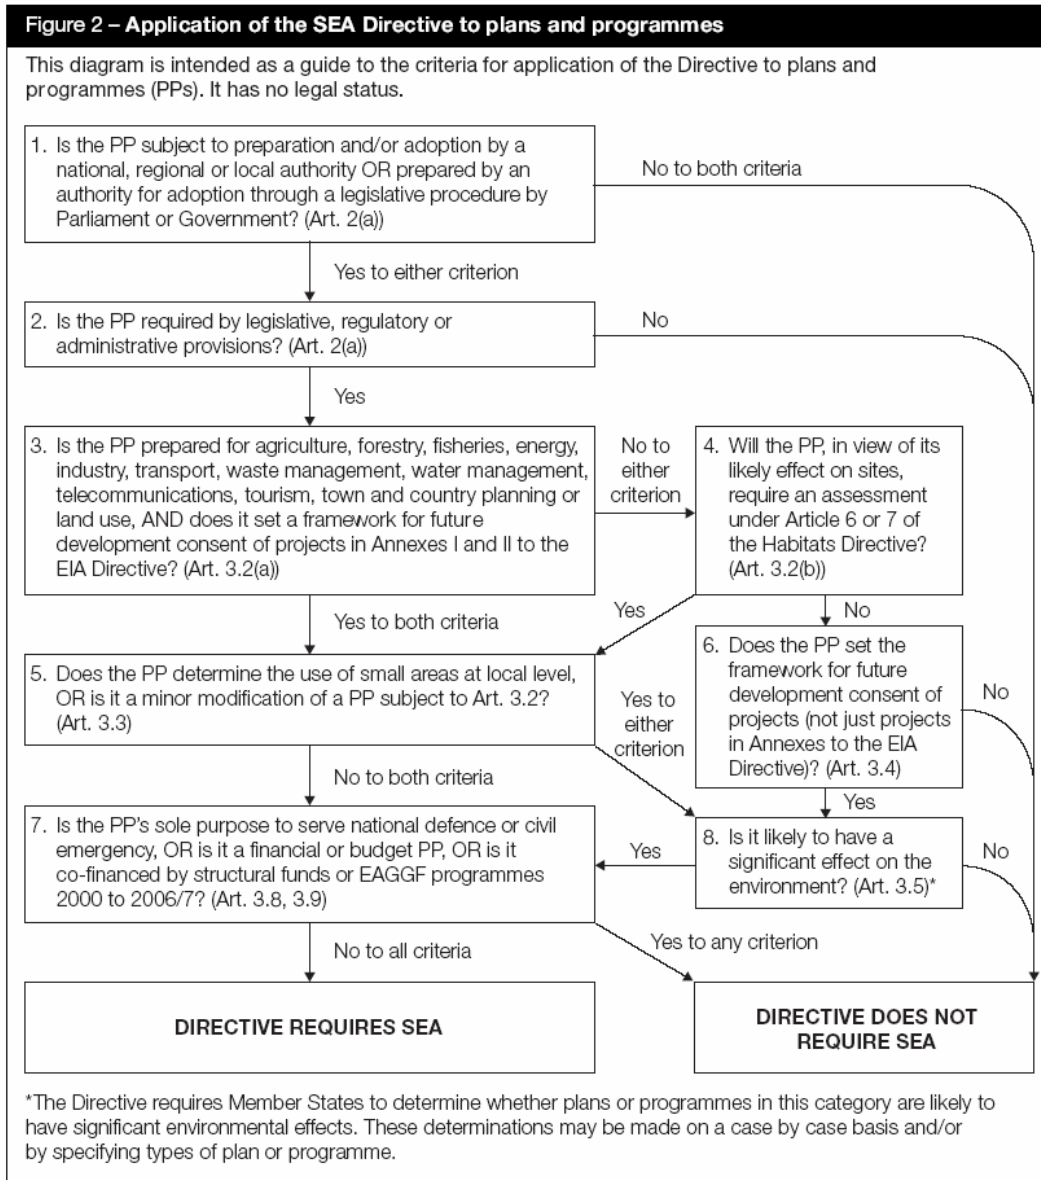 Figure 2 – Application of the SEA Directive to plans and programmes
This diagram is intended as a guide to the criteria for application of the Directive to plans and
programmes (PPs). It has no legal status.
1. Is the PP subject to preparation and/or adoption by a
national, regional or local authority OR prepared by an
authority for adoption through a legislative procedure by
Parliament or Government? (Art. 2(a))
No to both criteria
Yes to either criterion
2. Is the PP required by legislative, regulatory or
administrative provisions? (Art. 2(a))
No
Yes
3. Is the PP prepared for agriculture, forestry, fisheries, energy,
industry, transport, waste management, water management,
telecommunications, tourism, town and country planning or
land use, AND does it set a framework for future
development consent of projects in Annexes I and II to the
EIA Directive? (Art. 3.2(a))
No to
either
criterion
4. Will the PP, in view of its
likely effect on sites,
require an assessment
under Article 6 or 7 of
the Habitats Directive?
(Art. 3.2(b))
Yes to both criteria
Yes
No
5. Does the PP determine the use of small areas at local level,
OR is it a minor modification of a PP subject to Art. 3.2?
(Art. 3.3)
Yes to
either
criterion
6. Does the PP set the
framework for future
development consent of
projects (not just projects
in Annexes to the EIA
Directive)? (Art. 3.4)
No
No to both criteria
Yes
7. Is the PP's sole purpose to serve national defence or civil
emergency, OR is it a financial or budget PP, OR is it
co-financed by structural funds or EAGGF programmes
2000 to 2006/7? (Art. 3.8, 3.9)
Yes
8. Is it likely to have a
significant effect on the
environment? (Art. 3.5)*
No
No to all criteria
Yes to any criterion
DIRECTIVE REQUIRES SEA
DIRECTIVE DOES NOT
REQUIRE SEA
*The Directive requires Member States to determine whether plans or programmes in this category are likely to
have significant environmental effects. These determinations may be made on a case by case basis and/or
by specifying types of plan or programme.